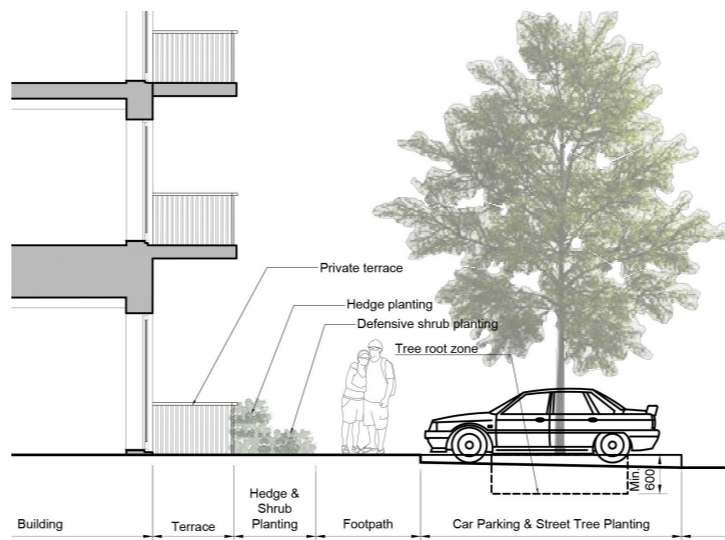 Private terrace
Hedge planting
Defensive shrub planting
Tree root zone
Min.
600
Building
Terrace
Hedge &
Shrub
Planting
Footpath
Car Parking & Street Tree Planting